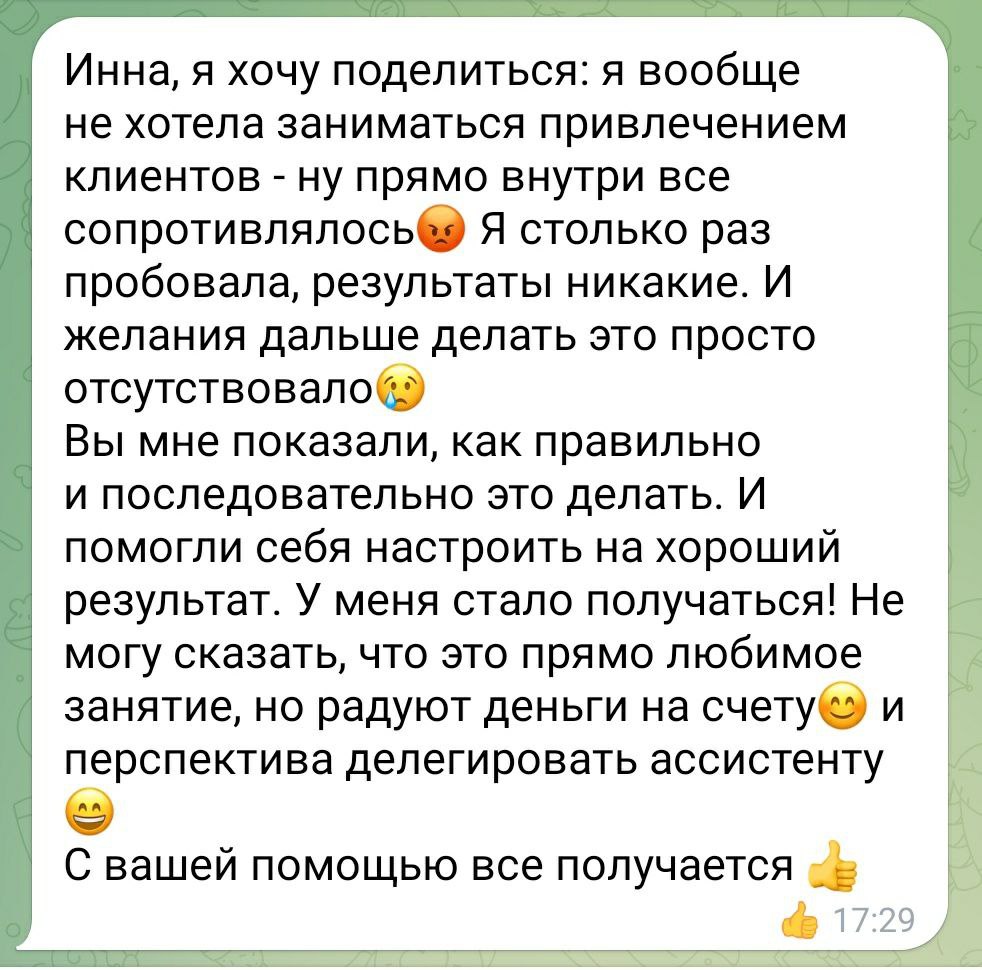 Инна, я хочу поделиться: я вообще
не хотела заниматься привлечением
клиентов - ну прямо внутри все
сопротивлялось😡 Я столько раз
пробовала, результаты никакие. И
желания дальше делать это просто
отсутствовало😢
Вы мне показали, как правильно
и последовательно это делать. И
помогли себя настроить на хороший
результат. У меня стало получаться! Не
могу сказать, что это прямо любимое
занятие, но радуют деньги на счету😊 и
перспектива делегировать ассистенту
😄
С вашей помощью все получается 👍
👍 17:29